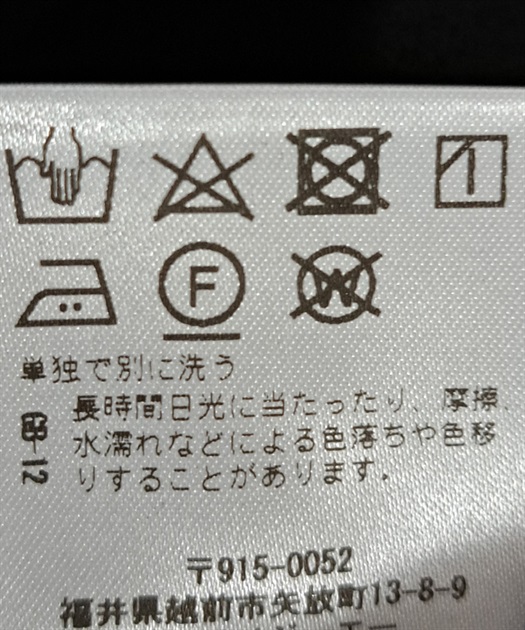 F
W
単独で別に洗う
長時間日光に当たったり、摩擦
水濡れなどによる色落ちや色移
りすることがあります。
〒915-0052
福井県越前市矢放町13-8-9